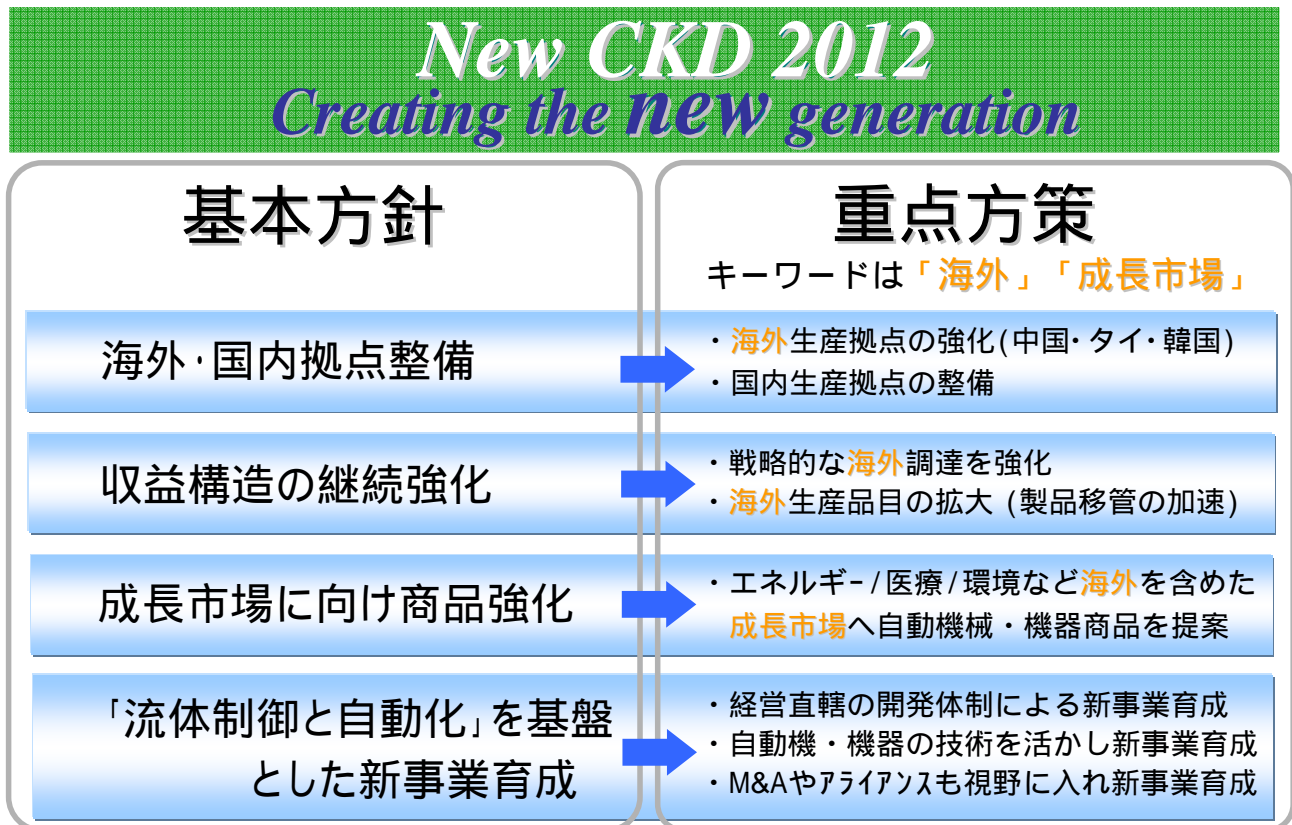 New CKD 2012
Creating the new generation
基本方針
重点方策
キーワードは「海外」「成長市場」
海外・国内拠点整備
・海外生産拠点の強化(中国・タイ・韓国)
・国内生産拠点の整備
収益構造の継続強化
・戦略的な海外調達を強化
・海外生産品目の拡大 (製品移管の加速)
成長市場に向け商品強化
・エネルギー/医療/環境など海外を含めた
成長市場へ自動機械・機器商品を提案
「流体制御と自動化」を基盤
とした新事業育成
・経営直轄の開発体制による新事業育成
・自動機・機器の技術を活かし新事業育成
・M&Aやアライアンスも視野に入れ新事業育成